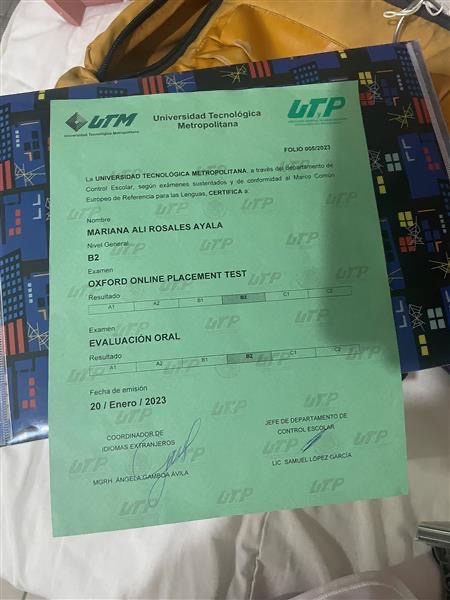 UTM
Universidad Tecnológica Metropolitana
Universidad Tecnológica
Metropolitana
UTyP
FOLIO 005/2023
La UNIVERSIDAD TECNOLÓGICA METROPOLITANA, a través del departamento de
Control Escolar, según exámenes sustentados y de conformidad al Marco Común
Europeo de Referencia para las Lenguas, CERTIFICA a:
Nombre
MARIANA ALI ROSALES AYALA
Nivel General
B2
Examen
OXFORD ONLINE PLACEMENT TEST
Resultado
A1 A2 B1 B2 C1 C2
Examen
EVALUACIÓN ORAL
Resultado
A1 A2 B1 B2 C1 C2
Fecha de emisión
20 / Enero / 2023
COORDINADOR DE
IDIOMAS EXTRANJEROS
MGRH. ÁNGELA GAMBOA ÁVILA
JEFE DE DEPARTAMENTO DE
CONTROL ESCOLAR
LIC. SAMUEL LÓPEZ GARCÍA